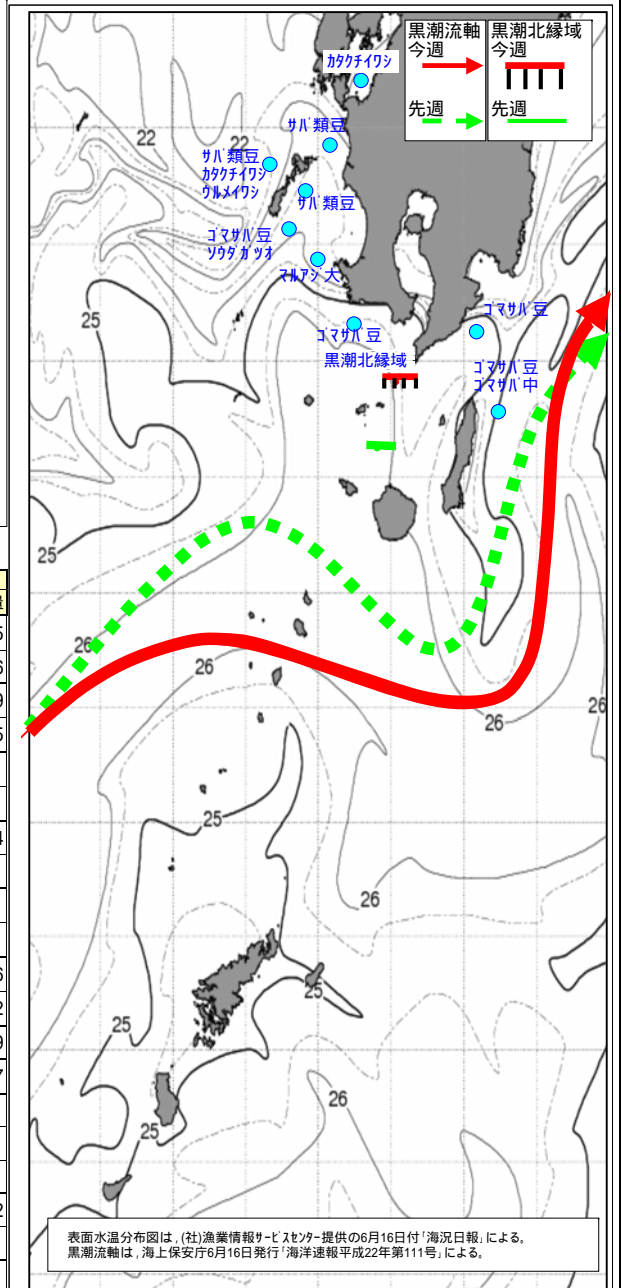 黒潮流軸
今週
先週
黒潮北縁域
今週
先週
カタクチイワシ
22
22
サバ類豆
サバ類豆
カタクチイワシ
ウルメイワシ
サバ類豆
ゴマサバ豆
ソウダガツオ
マルアジ大
25
ゴマサバ豆
ゴマサバ豆
黒潮北縁域
ゴマサバ豆
ゴマサバ中
25
26
26
26
26
25
26
25
25
26
25
表面水温分布図は,(社)漁業情報サービスセンター提供の6月16日付「海況日報」による。
黒潮流軸は,海上保安庁6月16日発行「海洋速報平成22年第111号」による。